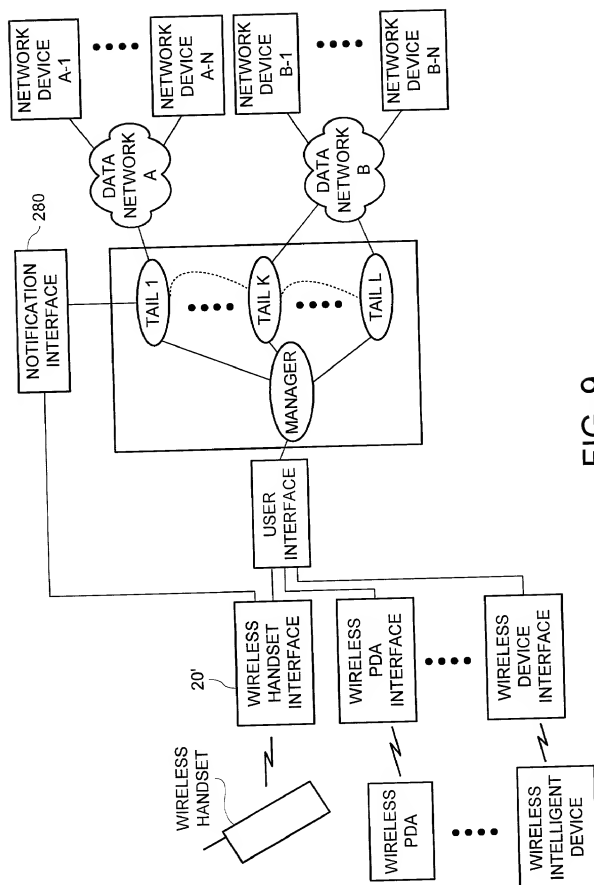 WIRELESS
HANDSET
20'
WIRELESS
HANDSET
INTERFACE
WIRELESS
PDA
WIRELESS
PDA
INTERFACE
WIRELESS
INTELLIGENT
DEVICE
WIRELESS
DEVICE
INTERFACE
USER
INTERFACE
NOTIFICATION
INTERFACE
280
MANAGER
TAIL 1
TAIL K
TAIL L
DATA
NETWORK
A
DATA
NETWORK
B
NETWORK
DEVICE
A-1
NETWORK
DEVICE
A-N
NETWORK
DEVICE
B-1
NETWORK
DEVICE
B-N
FIG. 9